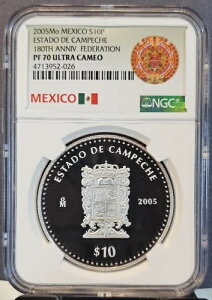 2005Mo MEXICO S10P
ESTADO DE CAMPECHE
180TH ANNIV. FEDERATION
PF 70 ULTRA CAMEO
4713952-026
MEXICO
NGC
ESTADO DE CAMPECHE
Mo
2005
$10